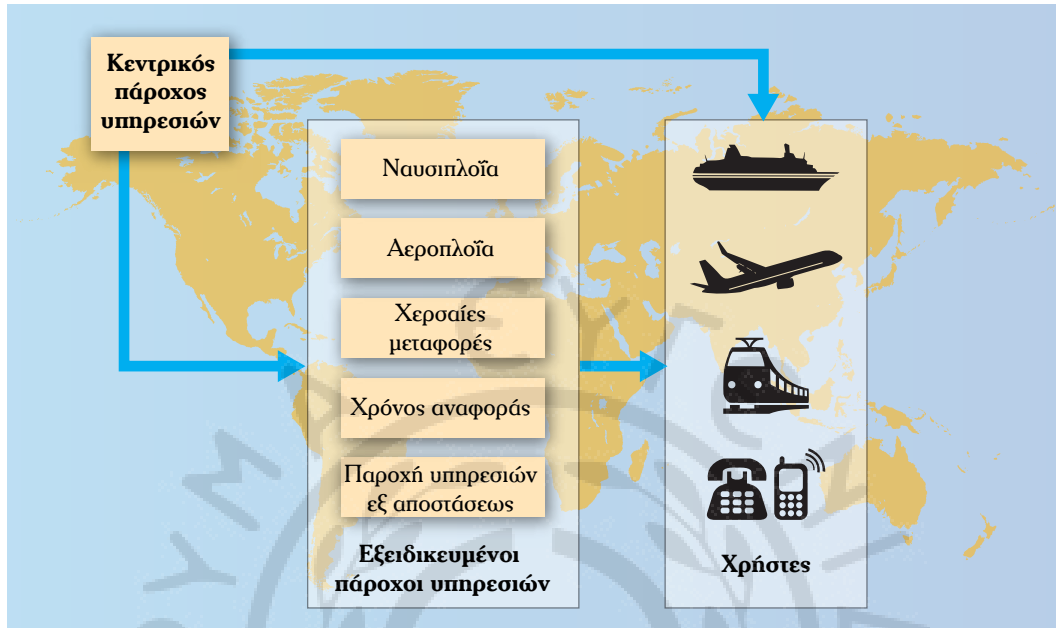 Κεντρικός
πάροχος
υπηρεσιών
Ναυσιπλοΐα
Αεροπλοΐα
Χερσαίες
μεταφορές
Χρόνος αναφοράς
Παροχή υπηρεσιών
εξ αποστάσεως
Εξειδικευμένοι
πάροχοι υπηρεσιών
Χρήστες